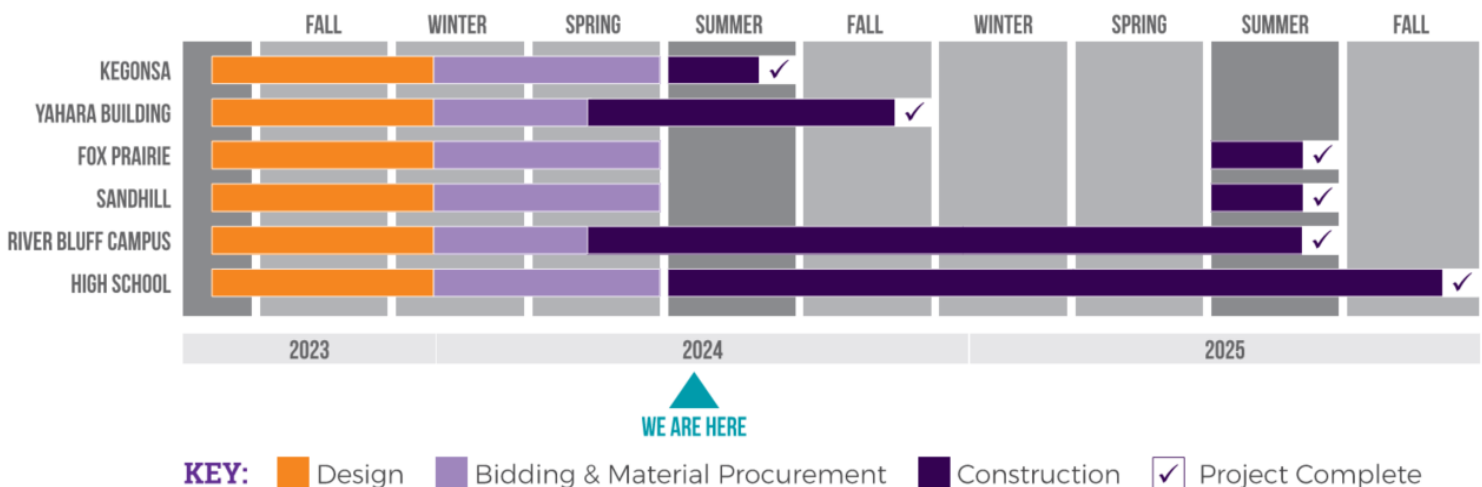 FALL WINTER SPRING SUMMER FALL WINTER SPRING SUMMER FALL
KEGONSA
YAHARA BUILDING
FOX PRAIRIE
SANDHILL
RIVER BLUFF CAMPUS
HIGH SCHOOL
2023 2024 2025
WE ARE HERE
KEY: Design Bidding & Material Procurement Construction Project Complete